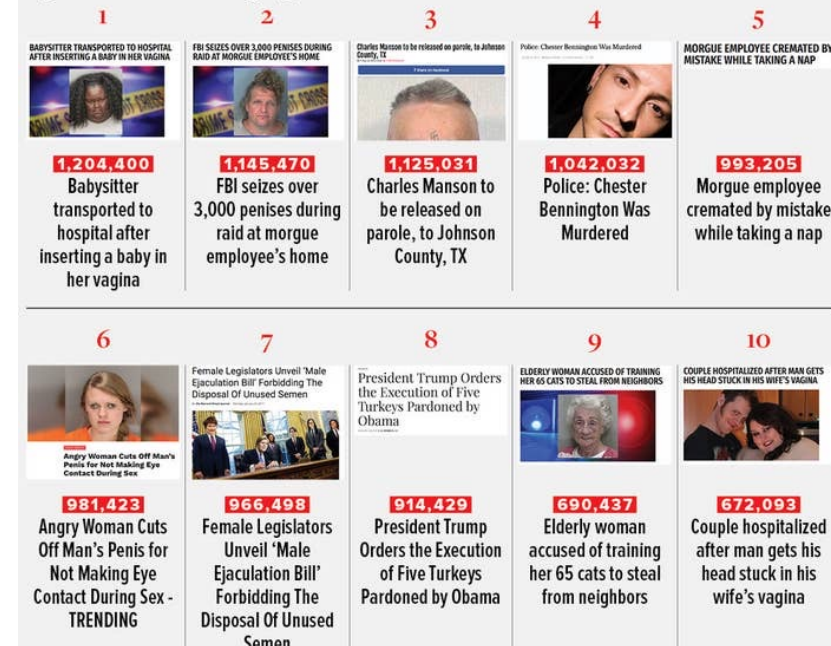 1
2
3
4
5
BABYSITTER TRANSPORTED TO HOSPITAL
AFTER INSERTING A BABY IN HER VAGINA
FBI SEIZES OVER 3,000 PENISES DURING
RAID AT MORGUE EMPLOYEE'S HOME
Charles Manson to be released on parole, to Johnson
County, TX
Police: Chester Bennington Was Murdered
MORGUE EMPLOYEE CREMATED BY
MISTAKE WHILE TAKING A NAP
1,204,400
Babysitter
transported to
hospital after
inserting a baby in
her vagina
1,145,470
FBI seizes over
3,000 penises during
raid at morgue
employee's home
1,125,031
Charles Manson to
be released on
parole, to Johnson
County, TX
1,042,032
Police: Chester
Bennington Was
Murdered
993,205
Morgue employee
cremated by mistake
while taking a nap
6
7
8
9
10
Angry Woman Cuts Off Man's
Penis for Not Making Eye
Contact During Sex
Female Legislators Unveil 'Male
Ejaculation Bill' Forbidding The
Disposal Of Unused Semen
President Trump Orders
the Execution of Five
Turkeys Pardoned by
Obama
ELDERLY WOMAN ACCUSED OF TRAINING
HER 65 CATS TO STEAL FROM NEIGHBORS
COUPLE HOSPITALIZED AFTER MAN GETS
HIS HEAD STUCK IN HIS WIFE'S VAGINA
981,423
Angry Woman Cuts
Off Man's Penis for
Not Making Eye
Contact During Sex -
TRENDING
966,498
Female Legislators
Unveil 'Male
Ejaculation Bill'
Forbidding The
Disposal Of Unused
Semen
914,429
President Trump
Orders the Execution
of Five Turkeys
Pardoned by Obama
690,437
Elderly woman
accused of training
her 65 cats to steal
from neighbors
672,093
Couple hospitalized
after man gets his
head stuck in his
wife's vagina